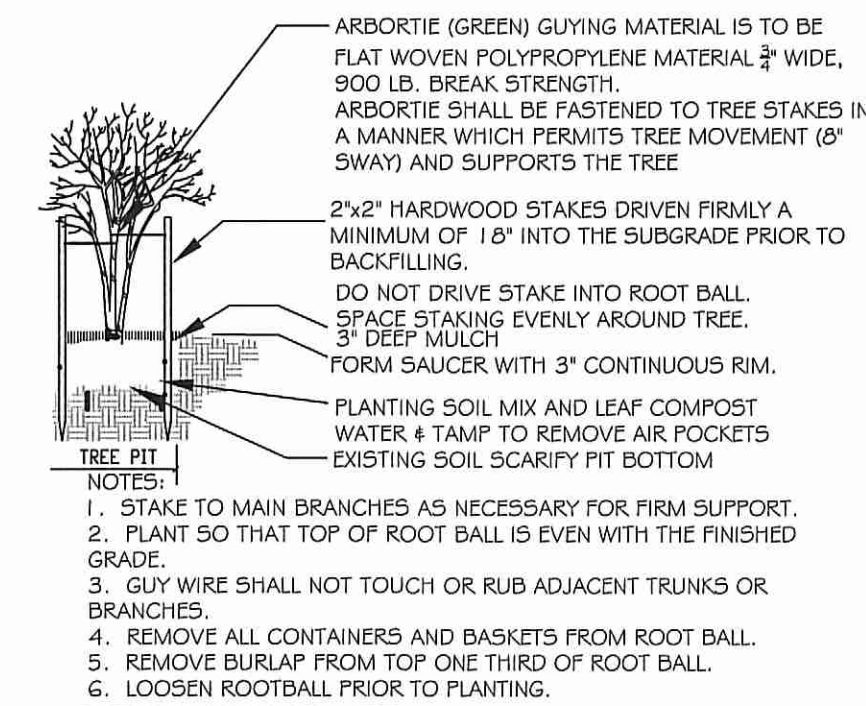 ARBORTIE (GREEN) GUYING MATERIAL IS TO BE
FLAT WOVEN POLYPROPYLENE MATERIAL 3/4" WIDE,
900 LB. BREAK STRENGTH.
ARBORTIE SHALL BE FASTENED TO TREE STAKES IN
A MANNER WHICH PERMITS TREE MOVEMENT (8"
SWAY) AND SUPPORTS THE TREE
2"x2" HARDWOOD STAKES DRIVEN FIRMLY A
MINIMUM OF 18" INTO THE SUBGRADE PRIOR TO
BACKFILLING.
DO NOT DRIVE STAKE INTO ROOT BALL.
SPACE STAKING EVENLY AROUND TREE.
3" DEEP MULCH
FORM SAUCER WITH 3" CONTINUOUS RIM.
PLANTING SOIL MIX AND LEAF COMPOST
WATER & TAMP TO REMOVE AIR POCKETS
EXISTING SOIL SCARIFY PIT BOTTOM
TREE PIT
NOTES:
1. STAKE TO MAIN BRANCHES AS NECESSARY FOR FIRM SUPPORT.
2. PLANT SO THAT TOP OF ROOT BALL IS EVEN WITH THE FINISHED
GRADE.
3. GUY WIRE SHALL NOT TOUCH OR RUB ADJACENT TRUNKS OR
BRANCHES.
4. REMOVE ALL CONTAINERS AND BASKETS FROM ROOT BALL.
5. REMOVE BURLAP FROM TOP ONE THIRD OF ROOT BALL.
6. LOOSEN ROOTBALL PRIOR TO PLANTING.